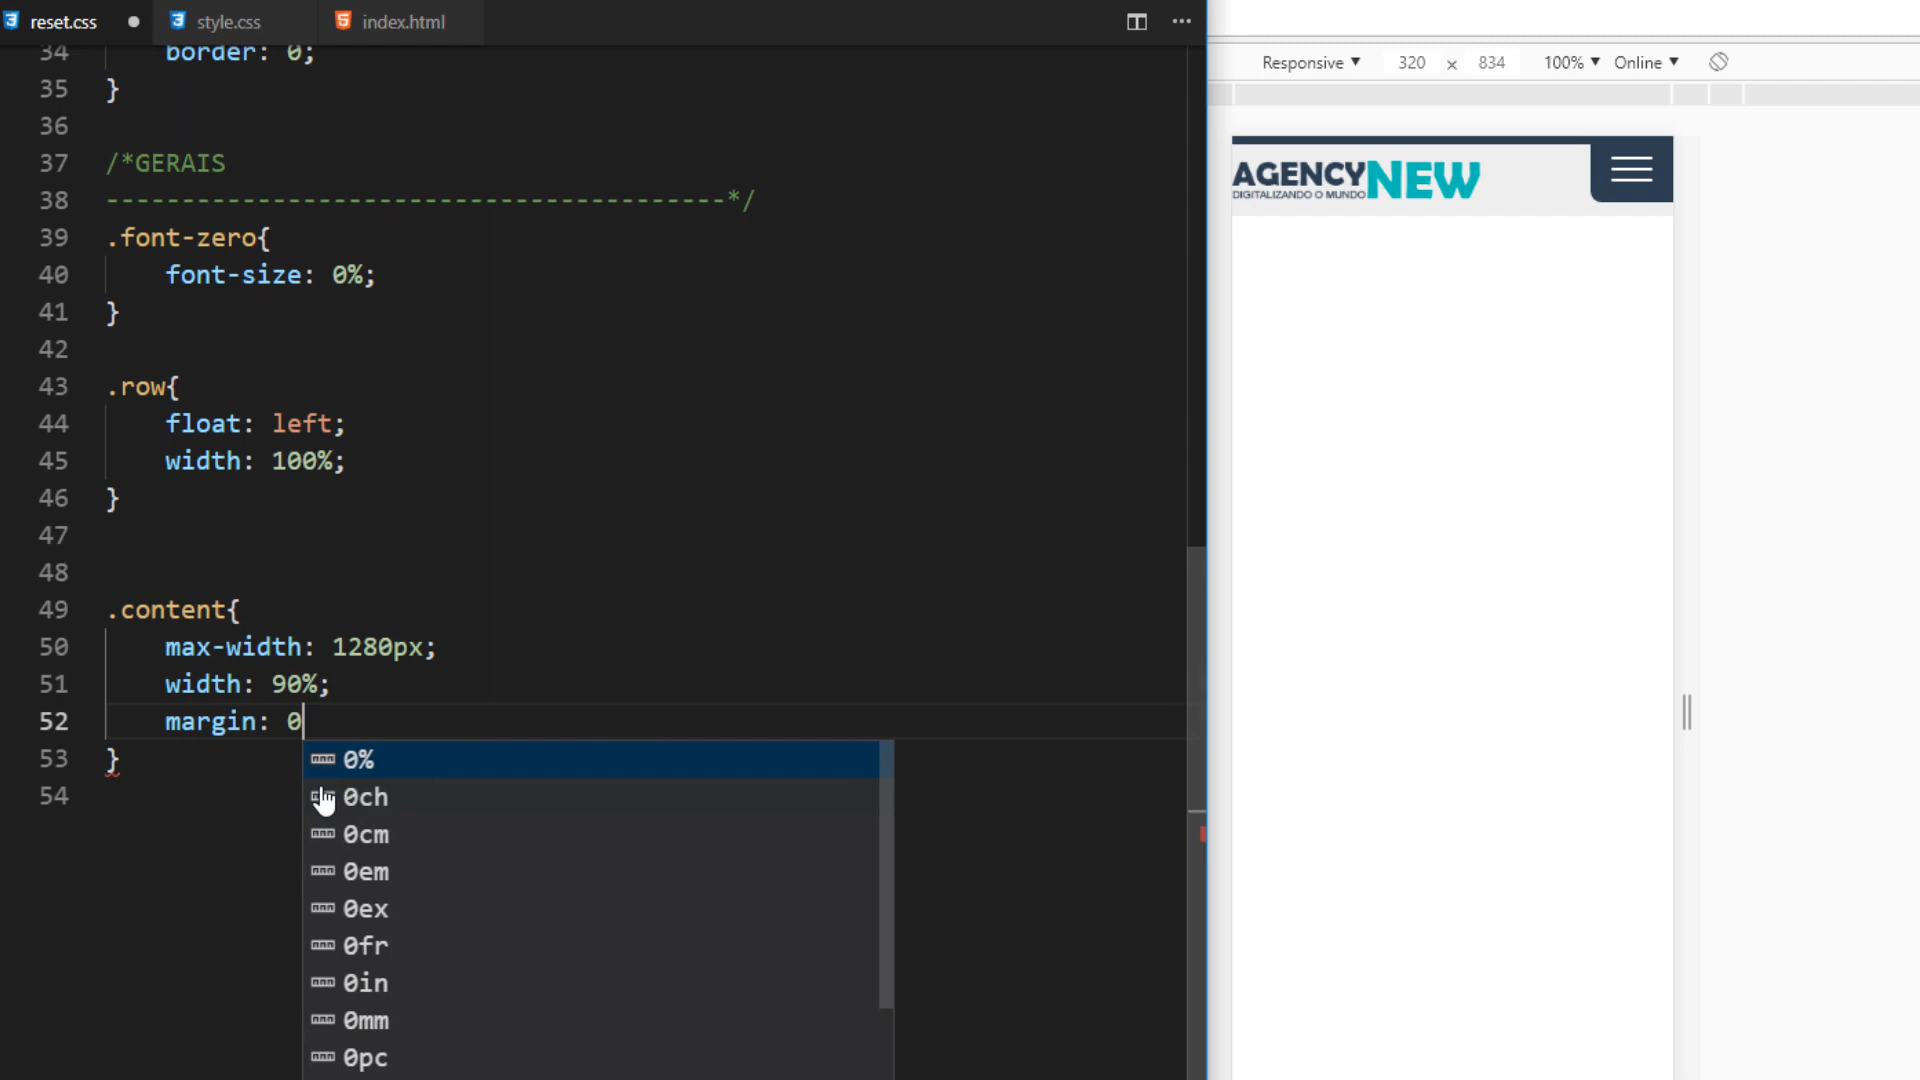 reset.css
style.css
index.html
34 border: 0;
35 }
36
37 /*GERAIS
38 -----------------------------------------*/
39 .font-zero{
40 font-size: 0%;
41 }
42
43 .row{
44 float: left;
45 width: 100%;
46 }
47
48
49 .content{
50 max-width: 1280px;
51 width: 90%;
52 margin: 0
53 }
54
0%
0ch
0cm
0em
0ex
0fr
0in
0mm
0pc
Responsive ▼ 320 × 834 100% ▼ Online ▼
AGENCYNEW
DIGITALIZANDO O MUNDO